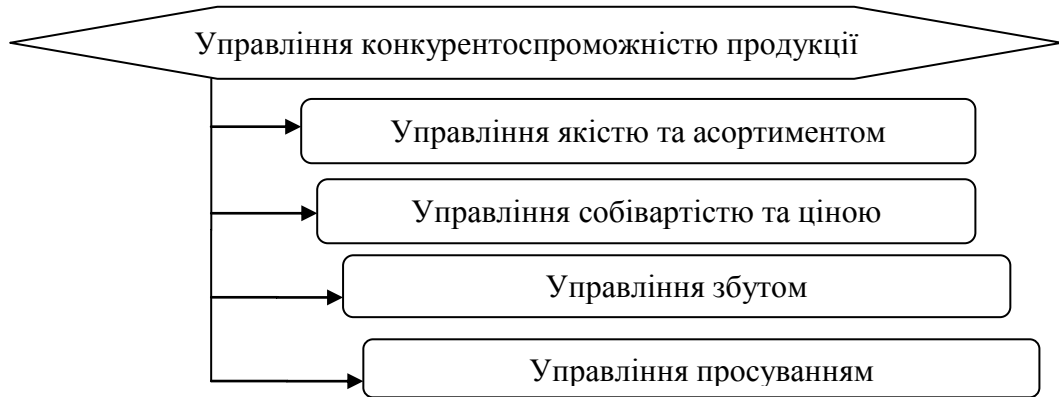 Управління конкурентоспроможністю продукції
Управління якістю та асортиментом
Управління собівартістю та ціною
Управління збутом
Управління просуванням